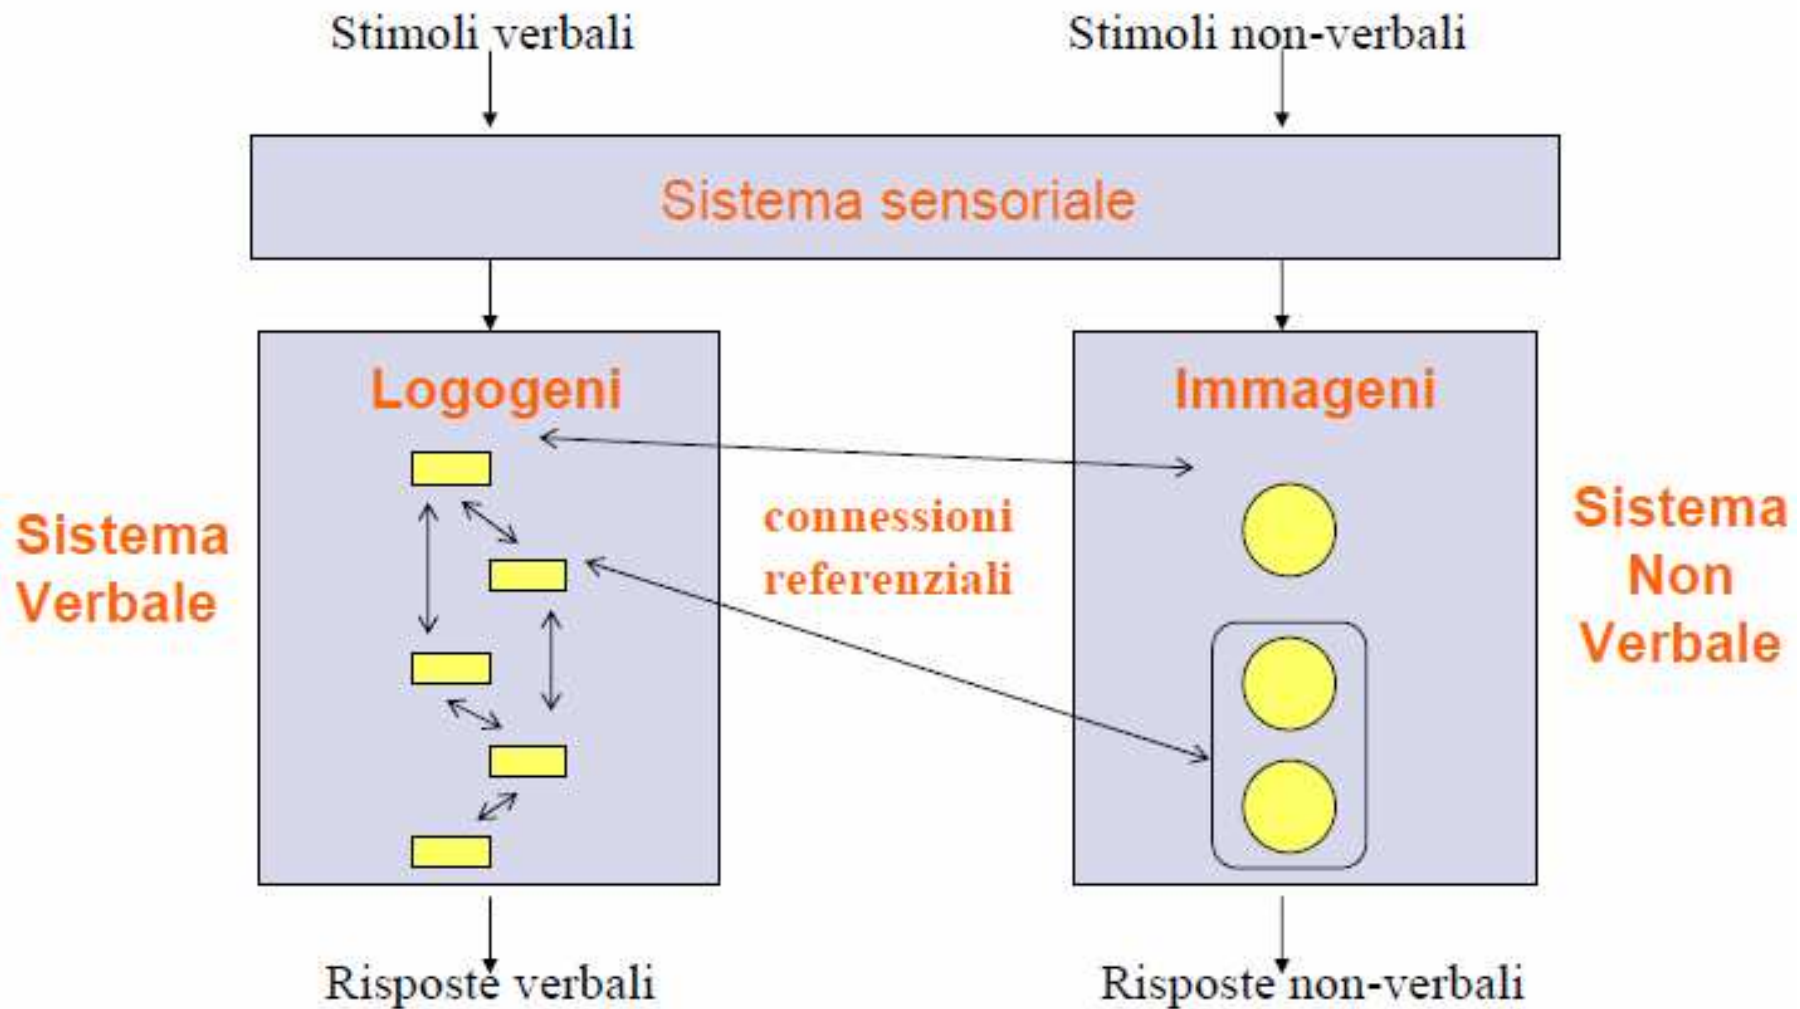 Stimoli verbali
Stimoli non-verbali
Sistema sensoriale
Logogeni
Immageni
Sistema
Verbale
connessioni
referenziali
Sistema
Non
Verbale
Risposte verbali
Risposte non-verbali